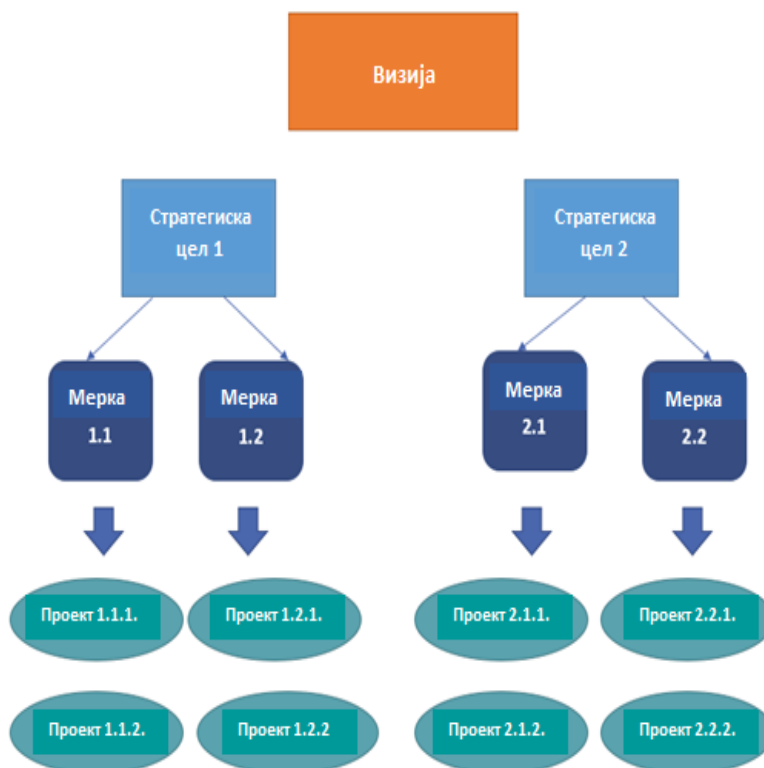 Визија
Стратегиска
цел 1
Стратегиска
цел 2
Мерка
1.1
Мерка
1.2
Мерка
2.1
Мерка
2.2
Проект 1.1.1.
Проект 1.2.1.
Проект 2.1.1.
Проект 2.2.1.
Проект 1.1.2.
Проект 1.2.2
Проект 2.1.2.
Проект 2.2.2.